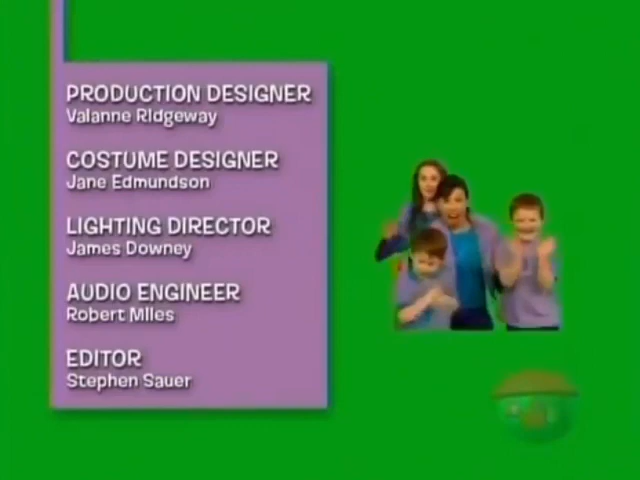 PRODUCTION DESIGNER
Valanne Ridgeway
COSTUME DESIGNER
Jane Edmundson
LIGHTING DIRECTOR
James Downey
AUDIO ENGINEER
Robert Miles
EDITOR
Stephen Sauer